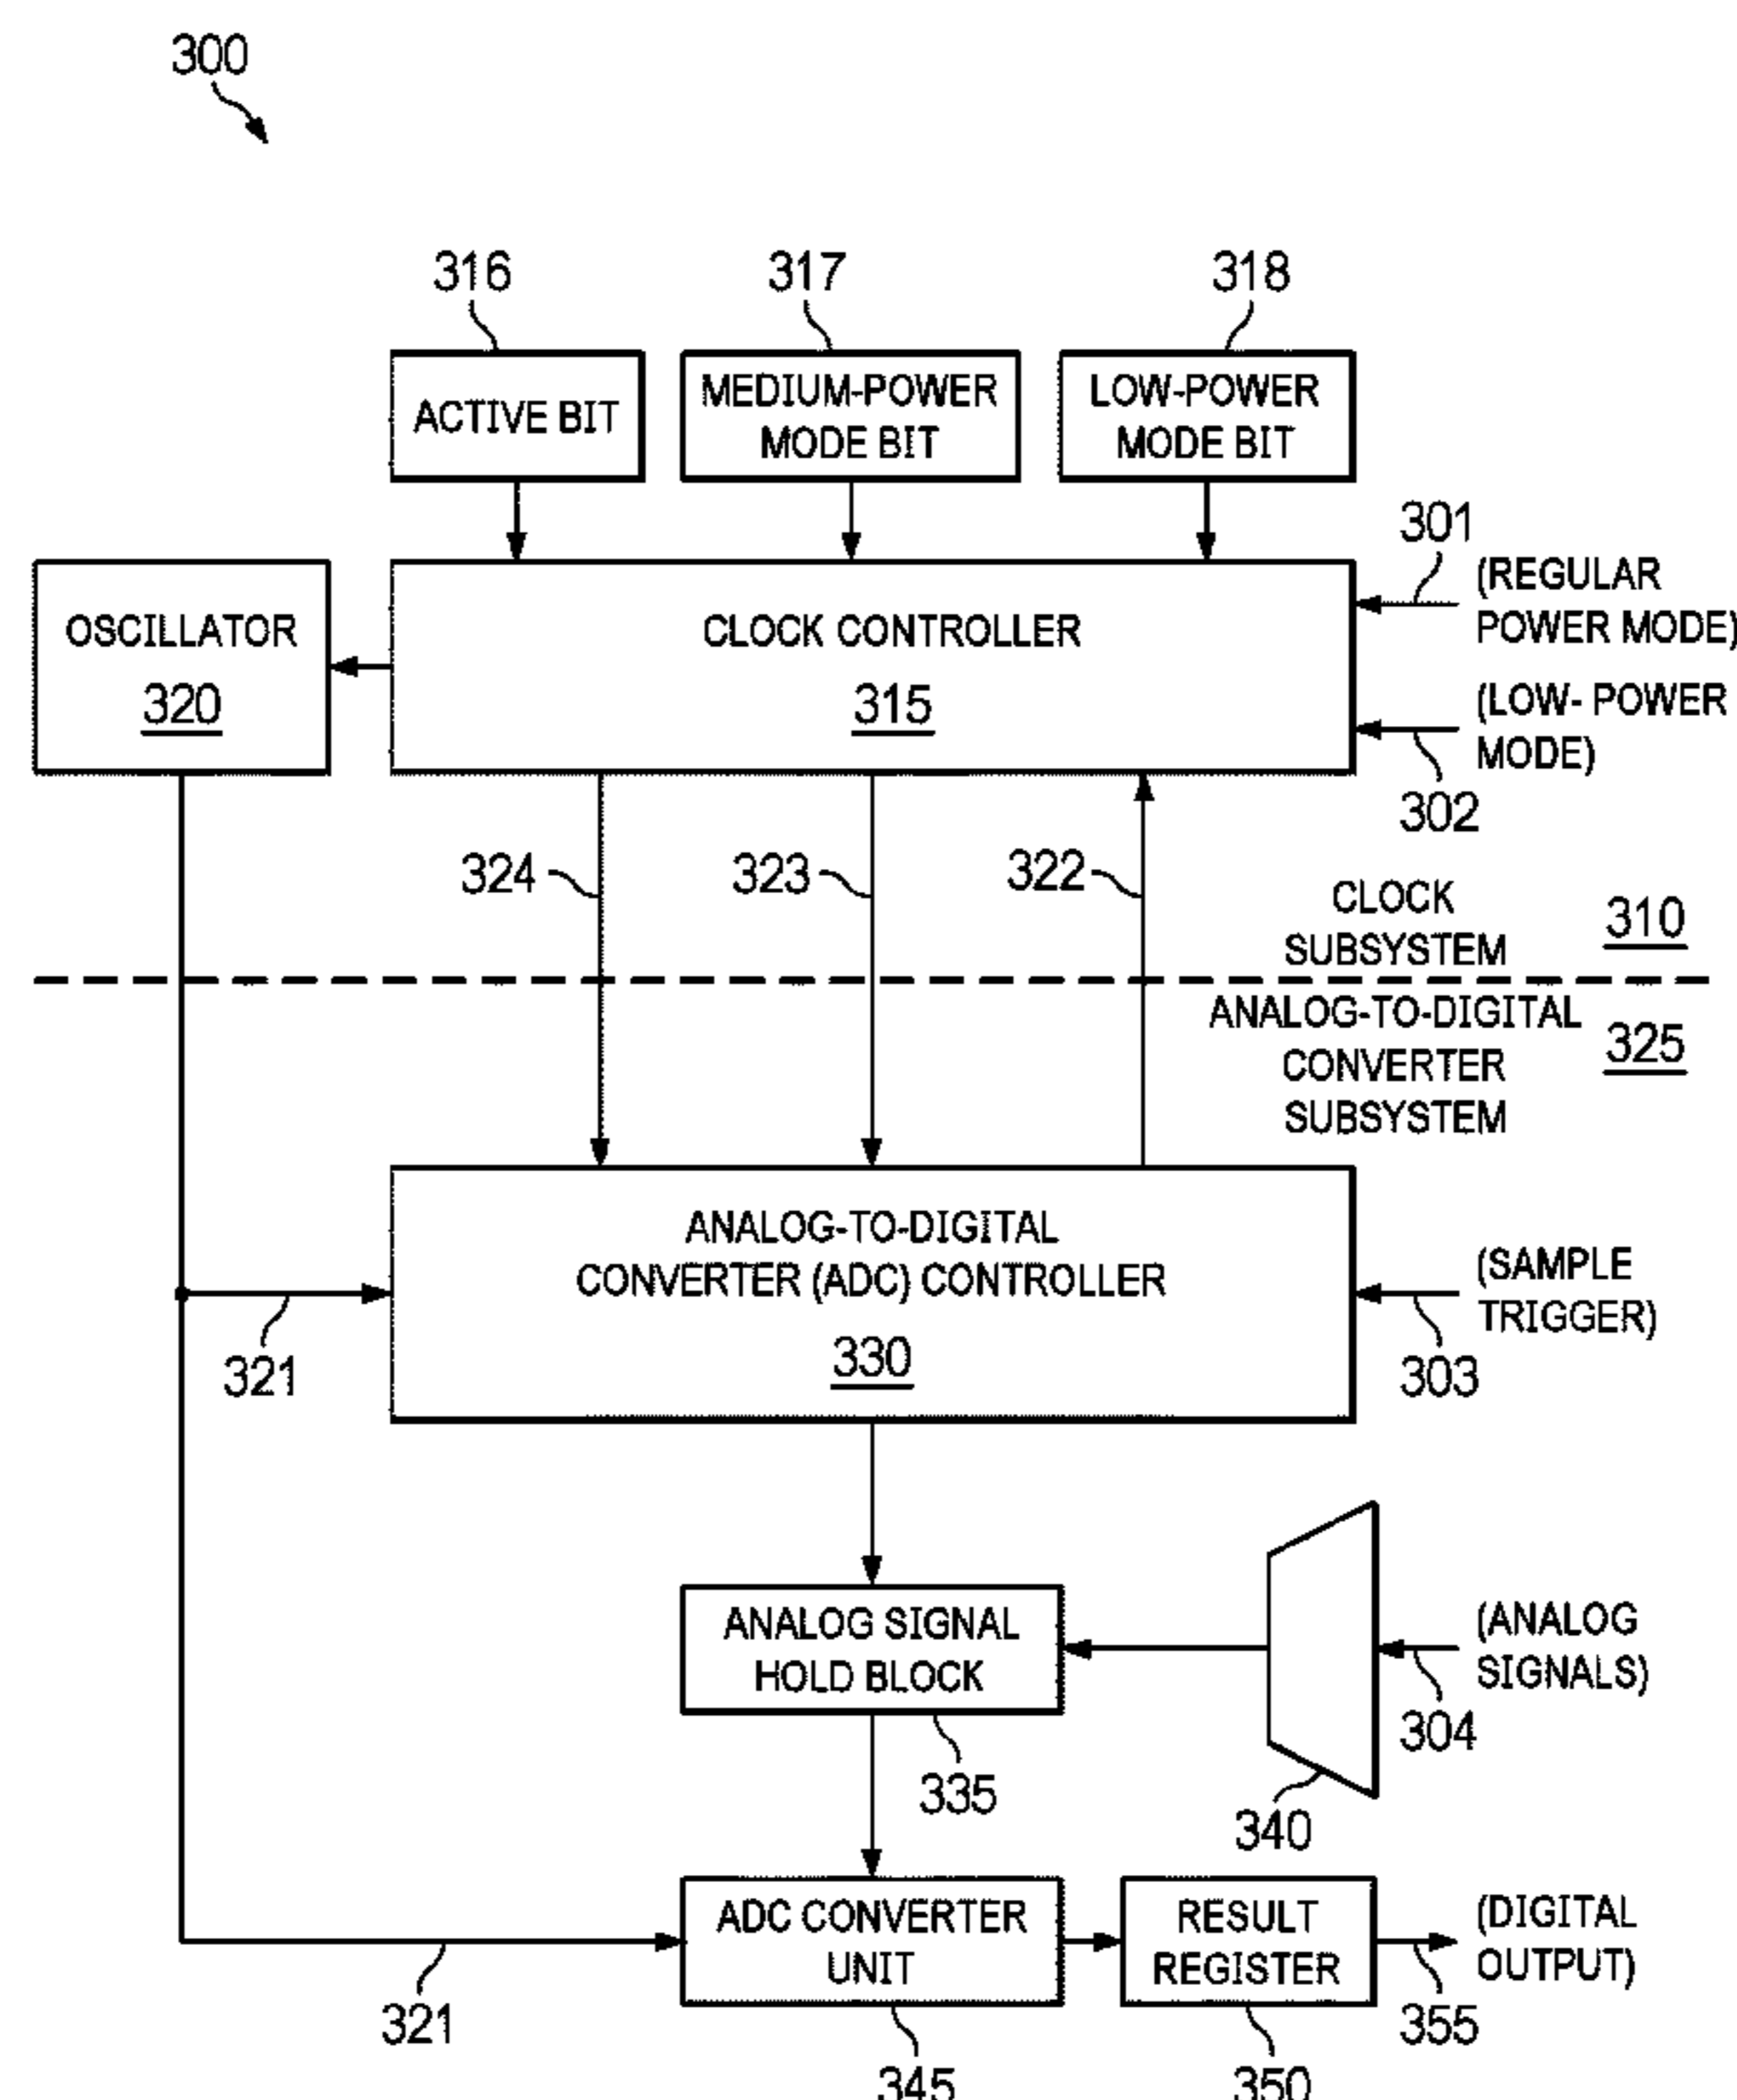 300
316
317
318
ACTIVE BIT
MEDIUM-POWER
MODE BIT
LOW-POWER
MODE BIT
301
(REGULAR
POWER MODE)
OSCILLATOR
320
CLOCK CONTROLLER
315
(LOW- POWER
MODE)
302
324
323
322
CLOCK
SUBSYSTEM
310
ANALOG-TO-DIGITAL
CONVERTER
SUBSYSTEM
325
ANALOG-TO-DIGITAL
CONVERTER (ADC) CONTROLLER
330
(SAMPLE
TRIGGER)
303
321
ANALOG SIGNAL
HOLD BLOCK
335
(ANALOG
SIGNALS)
304
340
ADC CONVERTER
UNIT
RESULT
REGISTER
(DIGITAL
OUTPUT)
321
355
345
350